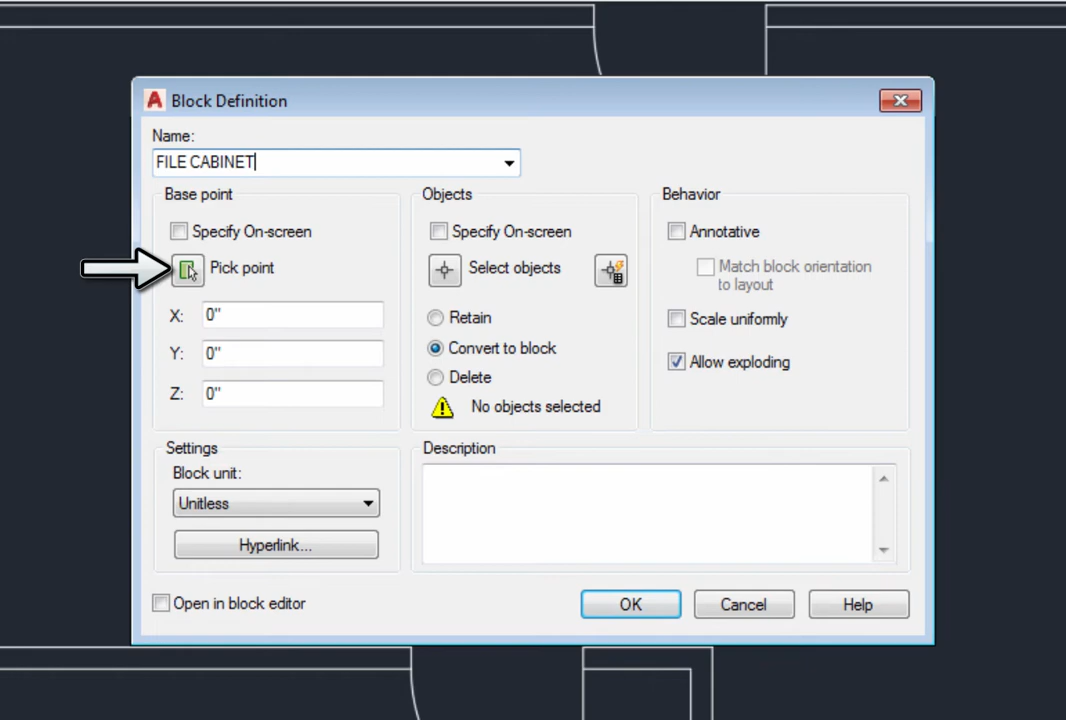 Block Definition
Name:
FILE CABINET
Base point
Specify On-screen
Pick point
X: 0"
Y: 0"
Z: 0"
Objects
Specify On-screen
Select objects
Retain
Convert to block
Delete
No objects selected
Behavior
Annotative
Match block orientation
to layout
Scale uniformly
Allow exploding
Settings
Block unit:
Unitless
Hyperlink...
Description
Open in block editor
OK
Cancel
Help